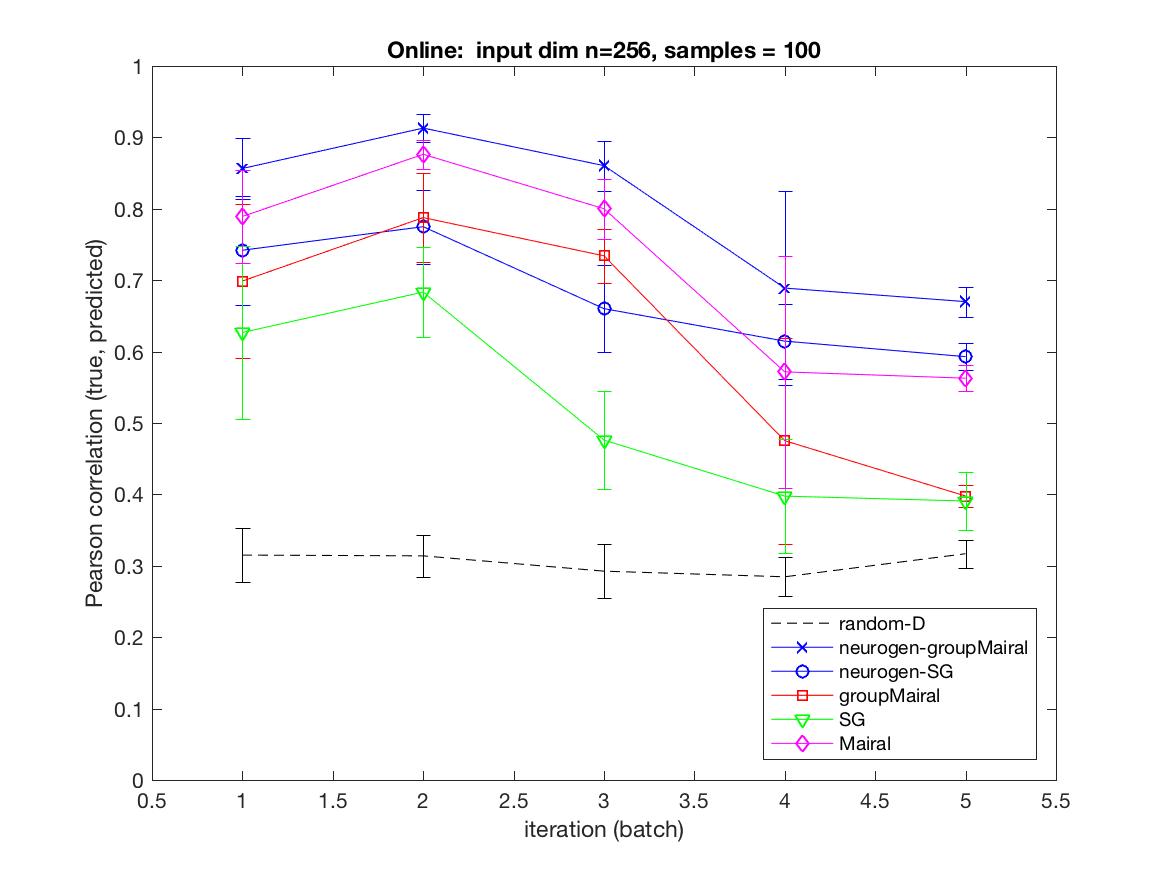 Online: input dim n=256, samples = 100
Pearson correlation (true, predicted)
1
0.9
0.8
0.7
0.6
0.5
0.4
0.3
0.2
0.1
0
0.5 1 1.5 2 2.5 3 3.5 4 4.5 5 5.5
iteration (batch)
random-D
neurogen-groupMairal
neurogen-SG
groupMairal
SG
Mairal